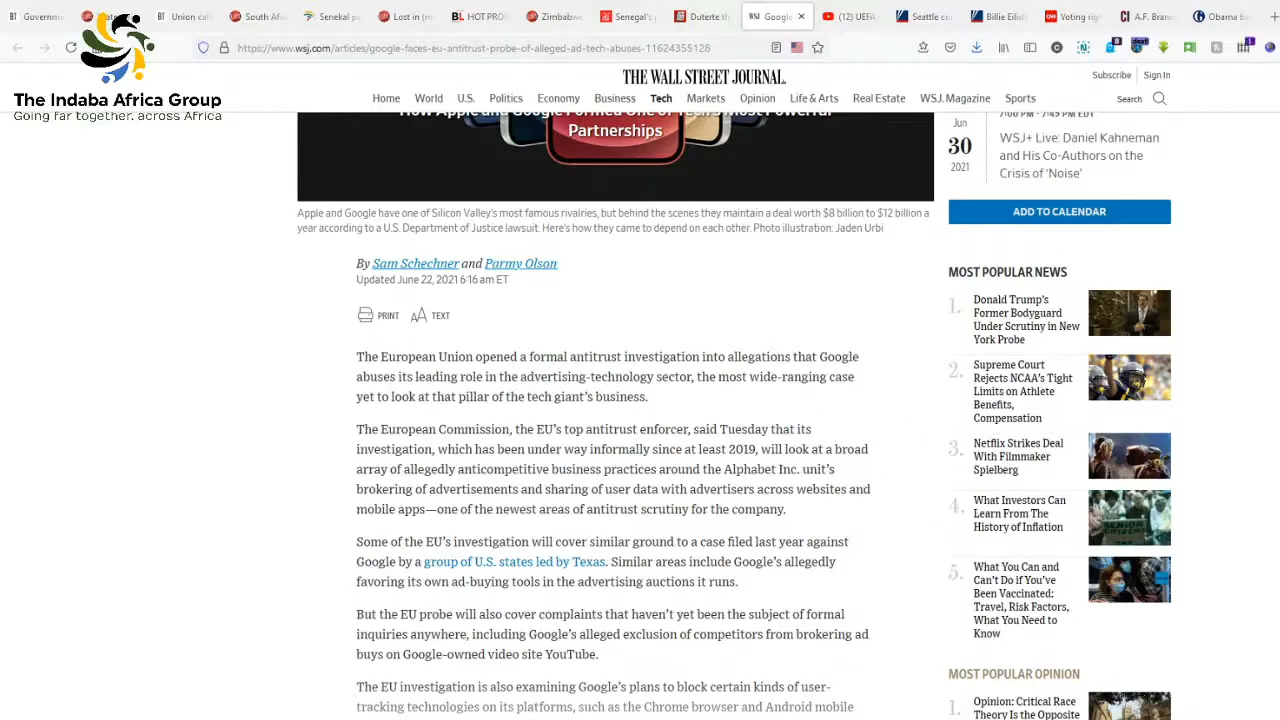 Governme
Union call
South Afri
Senekal pe
Lost in (m
HOT PROP
Zimbabwe
Senegal's p
Duterte th
WSJ Google
(12) UEFA
Seattle co
Billie Eilish
Voting righ
A.F. Branc
Obama ba
https://www.wsj.com/articles/google-faces-eu-antitrust-probe-of-alleged-ad-tech-abuses-11624355128
The Indaba Africa Group
Going far together. across Africa
THE WALL STREET JOURNAL.
Subscribe Sign In
Home World U.S. Politics Economy Business Tech Markets Opinion Life & Arts Real Estate WSJ. Magazine Sports
Search
How Apple and Google Formed One of Tech's Most Powerful
Partnerships
Apple and Google have one of Silicon Valley's most famous rivalries, but behind the scenes they maintain a deal worth $8 billion to $12 billion a
year according to a U.S. Department of Justice lawsuit. Here's how they came to depend on each other. Photo illustration: Jaden Urbi
By Sam Schechner and Parmy Olson
Updated June 22, 2021 6:16 am ET
PRINT TEXT
The European Union opened a formal antitrust investigation into allegations that Google
abuses its leading role in the advertising-technology sector, the most wide-ranging case
yet to look at that pillar of the tech giant's business.
The European Commission, the EU's top antitrust enforcer, said Tuesday that its
investigation, which has been under way informally since at least 2019, will look at a broad
array of allegedly anticompetitive business practices around the Alphabet Inc. unit's
brokering of advertisements and sharing of user data with advertisers across websites and
mobile apps—one of the newest areas of antitrust scrutiny for the company.
Some of the EU's investigation will cover similar ground to a case filed last year against
Google by a group of U.S. states led by Texas. Similar areas include Google's allegedly
favoring its own ad-buying tools in the advertising auctions it runs.
But the EU probe will also cover complaints that haven't yet been the subject of formal
inquiries anywhere, including Google's alleged exclusion of competitors from brokering ad
buys on Google-owned video site YouTube.
The EU investigation is also examining Google's plans to block certain kinds of user-
tracking technologies on its platforms, such as the Chrome browser and Android mobile
7:00 PM - 7:45 PM EDT
Jun
30
2021
WSJ+ Live: Daniel Kahneman
and His Co-Authors on the
Crisis of 'Noise'
ADD TO CALENDAR
MOST POPULAR NEWS
1.
Donald Trump's
Former Bodyguard
Under Scrutiny in New
York Probe
2.
Supreme Court
Rejects NCAA's Tight
Limits on Athlete
Benefits,
Compensation
3.
Netflix Strikes Deal
With Filmmaker
Spielberg
4.
What Investors Can
Learn From The
History of Inflation
5.
What You Can and
Can't Do if You've
Been Vaccinated:
Travel, Risk Factors,
What You Need to
Know
MOST POPULAR OPINION
1.
Opinion: Critical Race
Theory Is the Opposite